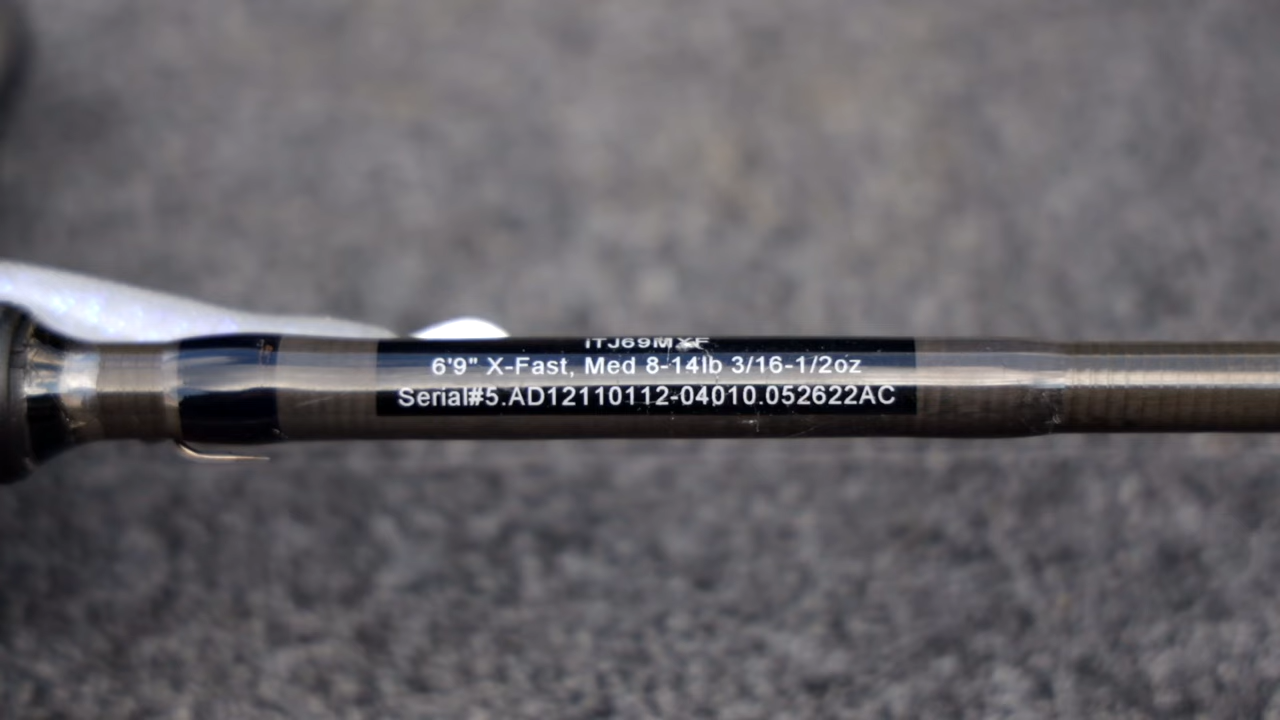 ITJ69MXF
6'9" X-Fast, Med 8-14lb 3/16-1/2oz
Serial#5.AD12110112-04010.052622AC